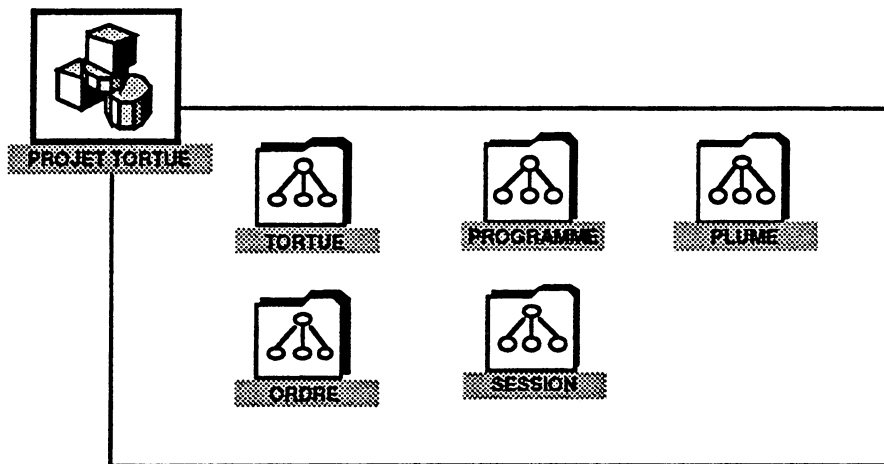 PROJET TORTUE
TORTUE
PROGRAMME
PLUME
ORDRE
SESSION